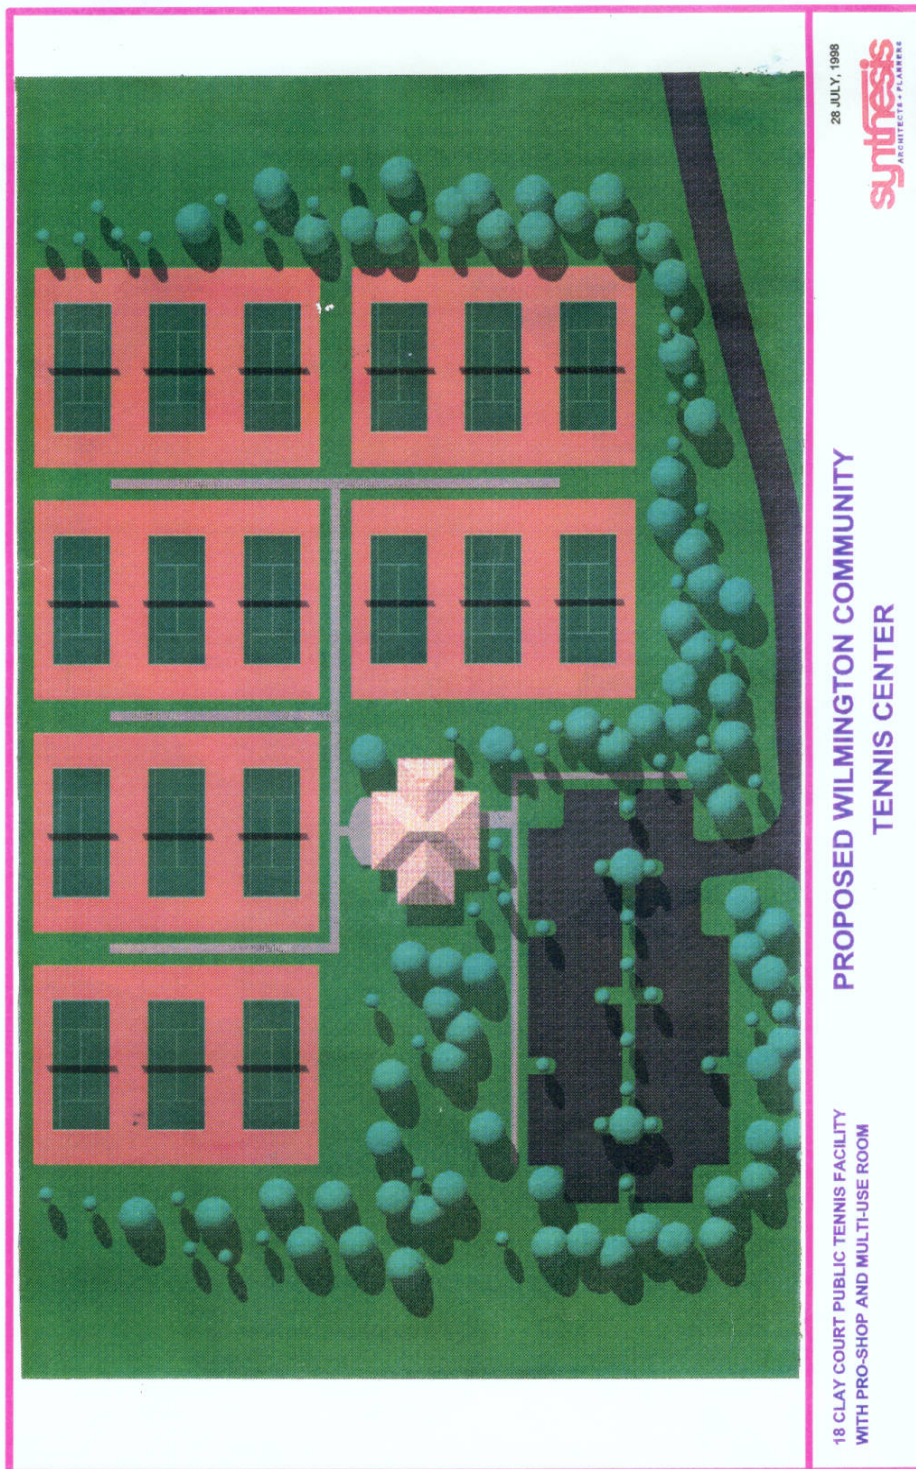 18 CLAY COURT PUBLIC TENNIS FACILITY
WITH PRO-SHOP AND MULTI-USE ROOM
PROPOSED WILMINGTON COMMUNITY
TENNIS CENTER
28 JULY, 1998
synthesis
ARCHITECTS + PLANNERS